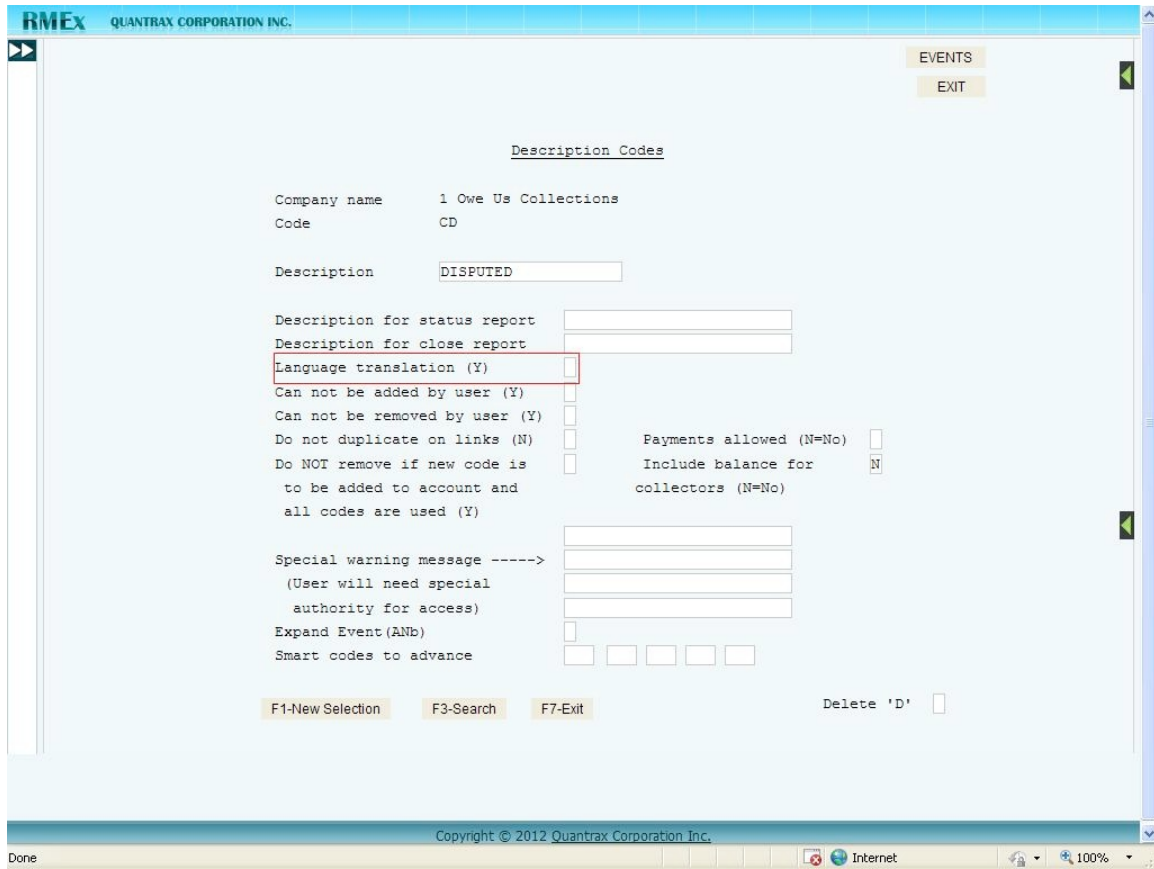 RMEx QUANTRAX CORPORATION INC.
EVENTS
EXIT
Description Codes
Company name 1 Owe Us Collections
Code CD
Description DISPUTED
Description for status report
Description for close report
Language translation (Y)
Can not be added by user (Y)
Can not be removed by user (Y)
Do not duplicate on links (N) Payments allowed (N=No)
Do NOT remove if new code is Include balance for N
to be added to account and collectors (N=No)
all codes are used (Y)
Special warning message ----->
(User will need special
authority for access)
Expand Event(ANb)
Smart codes to advance
F1-New Selection F3-Search F7-Exit Delete 'D'
Copyright © 2012 Quantrax Corporation Inc.
Done Internet 100%